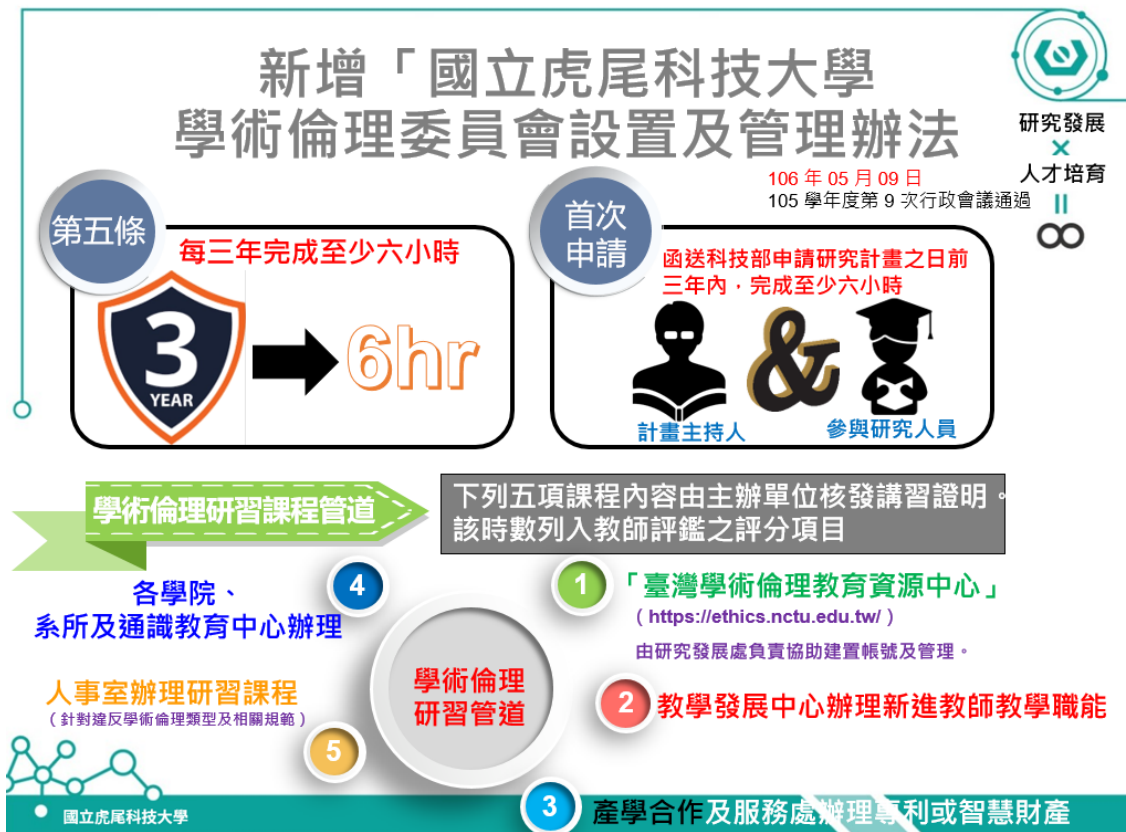 新增「國立虎尾科技大學
學術倫理委員會設置及管理辦法
研究發展
×
人才培育
=
∞
106 年 05 月 09 日
105 學年度第 9 次行政會議通過
第五條
每三年完成至少六小時
3
YEAR
6hr
首次
申請
函送科技部申請研究計畫之日前
三年內，完成至少六小時
&
計畫主持人
參與研究人員
學術倫理研習課程管道
下列五項課程內容由主辦單位核發講習證明。
該時數列入教師評鑑之評分項目
學術倫理
研習管道
1
「臺灣學術倫理教育資源中心」
（https://ethics.nctu.edu.tw/）
由研究發展處負責協助建置帳號及管理。
2
教學發展中心辦理新進教師教學職能
3
產學合作及服務處辦理專利或智慧財產
4
各學院、
系所及通識教育中心辦理
5
人事室辦理研習課程
（針對違反學術倫理類型及相關規範）
國立虎尾科技大學